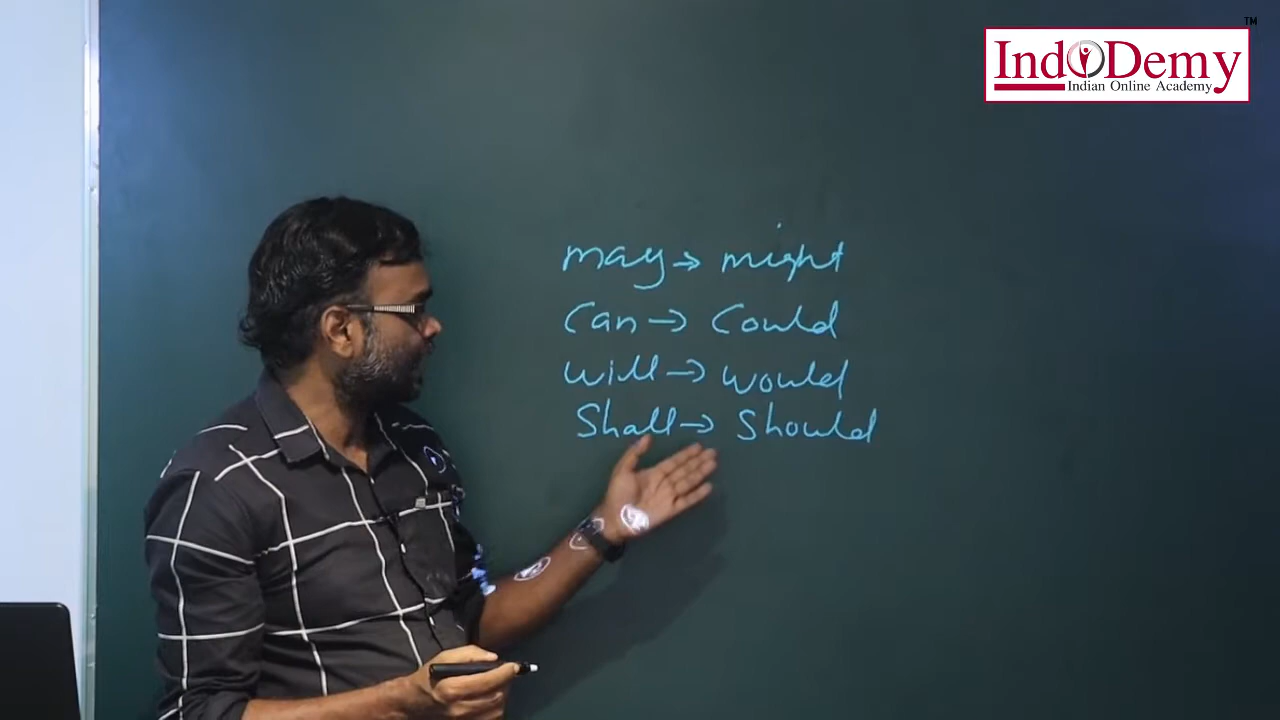 TM
IndoDemy
Indian Online Academy
may → might
Can → Could
Will → Would
Shall → Should